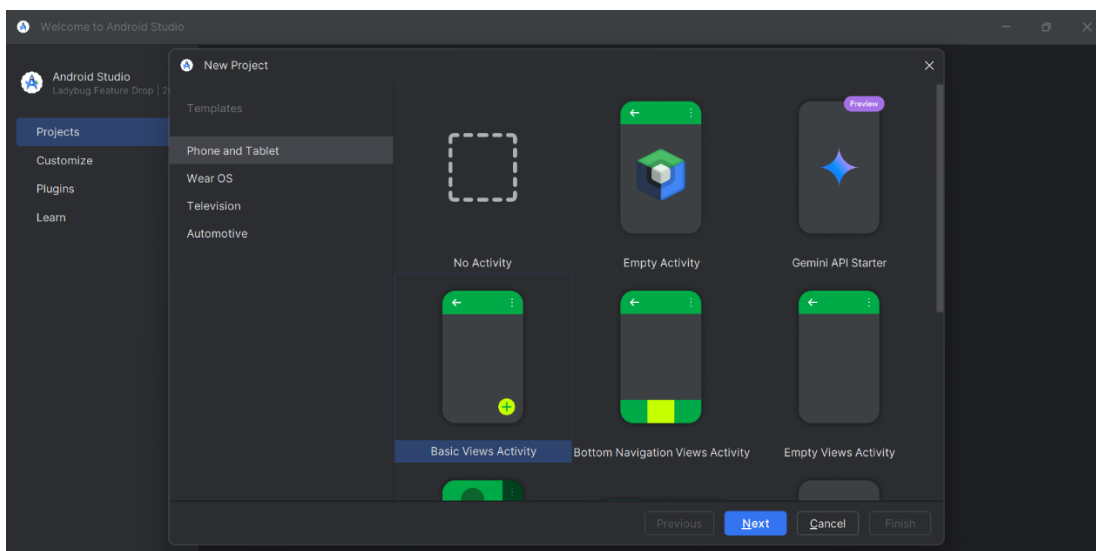 Welcome to Android Studio
Android Studio
Ladybug Feature Drop | 2
Projects
Customize
Plugins
Learn
New Project
Templates
Phone and Tablet
Wear OS
Television
Automotive
Preview
No Activity
Empty Activity
Gemini API Starter
Basic Views Activity
Bottom Navigation Views Activity
Empty Views Activity
Previous
Next
Cancel
Finish